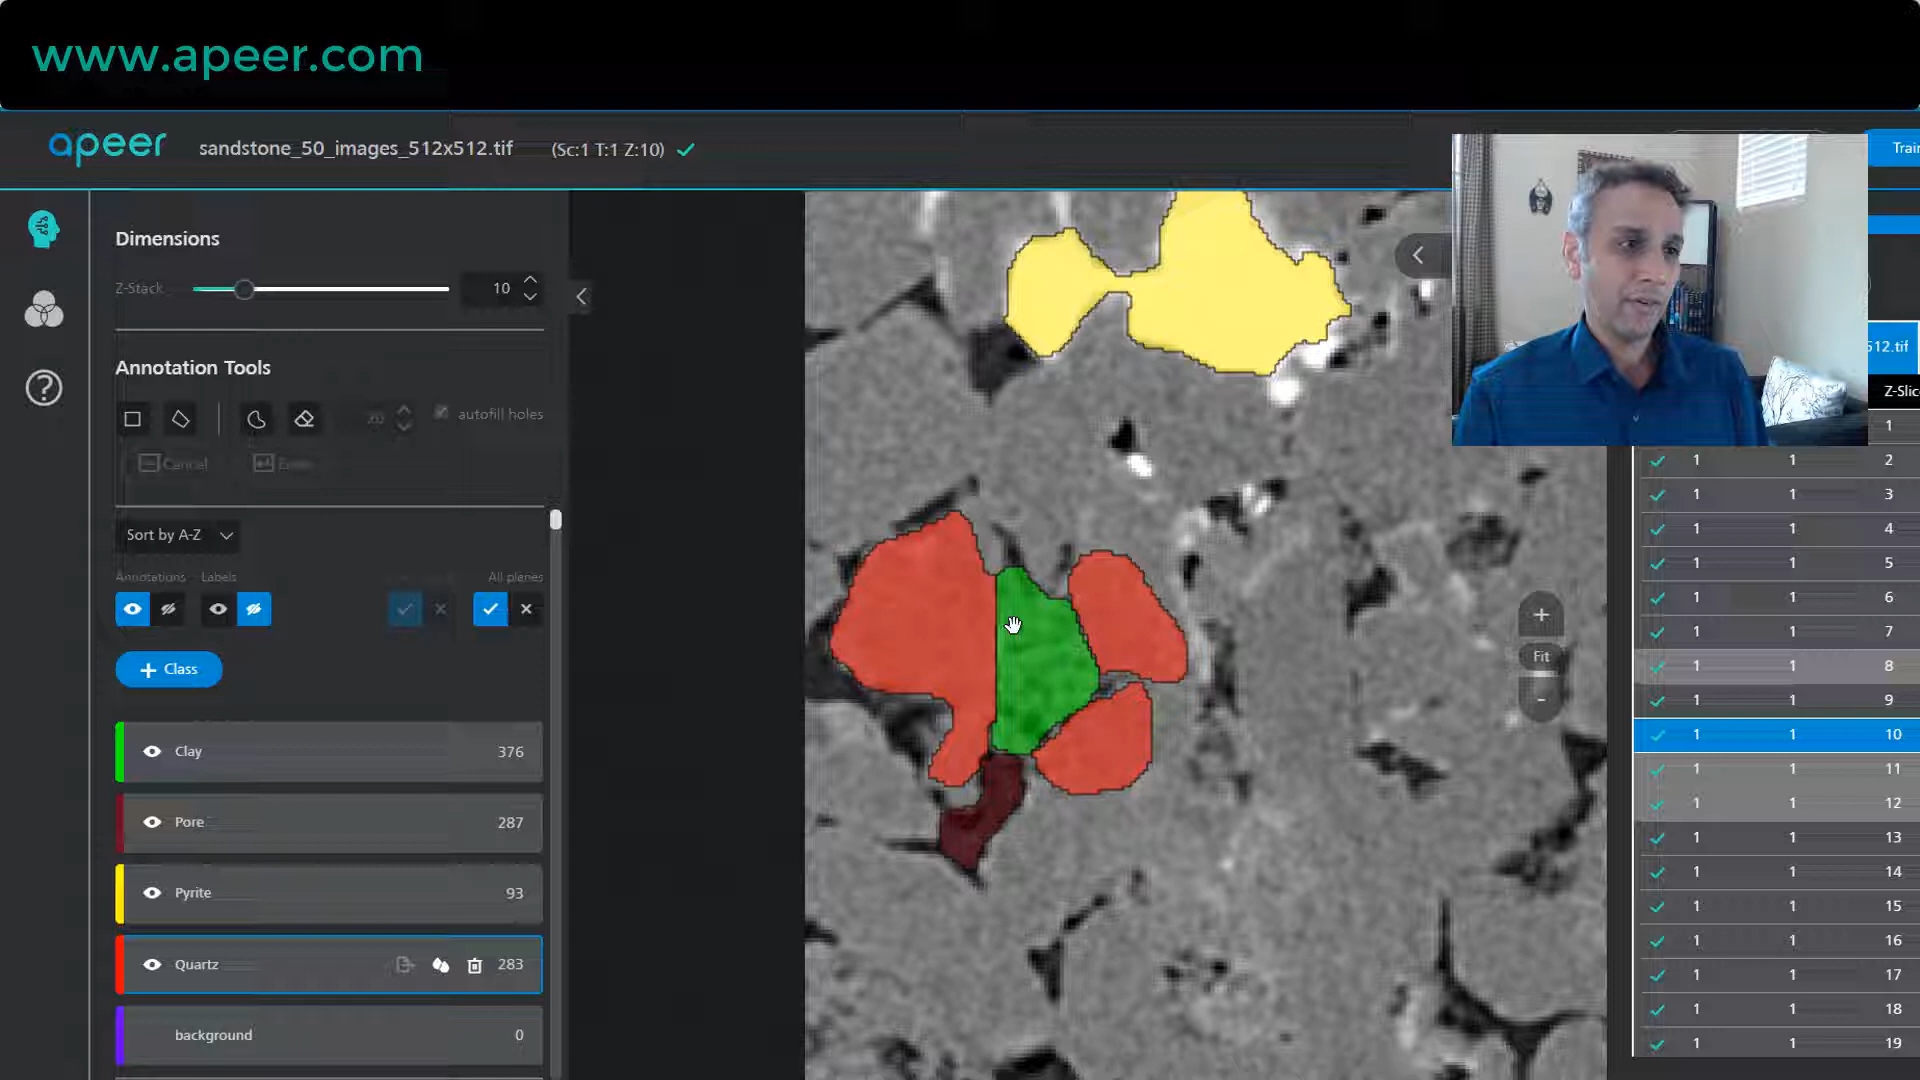 www.apeer.com
apeer
sandstone_50_images_512x512.tif
(Sc:1 T:1 Z:10)
Dimensions
Z-Stack
10
Annotation Tools
20
autofill holes
Cancel
Enter
Sort by A-Z
Annotations Labels
All planes
+ Class
Clay 376
Pore 287
Pyrite 93
Quartz 283
background 0
+
Fit
-
512.tif
Z-Slic
1
1 1 2
1 1 3
1 1 4
1 1 5
1 1 6
1 1 7
1 1 8
1 1 9
1 1 10
1 1 11
1 1 12
1 1 13
1 1 14
1 1 15
1 1 16
1 1 17
1 1 18
1 1 19